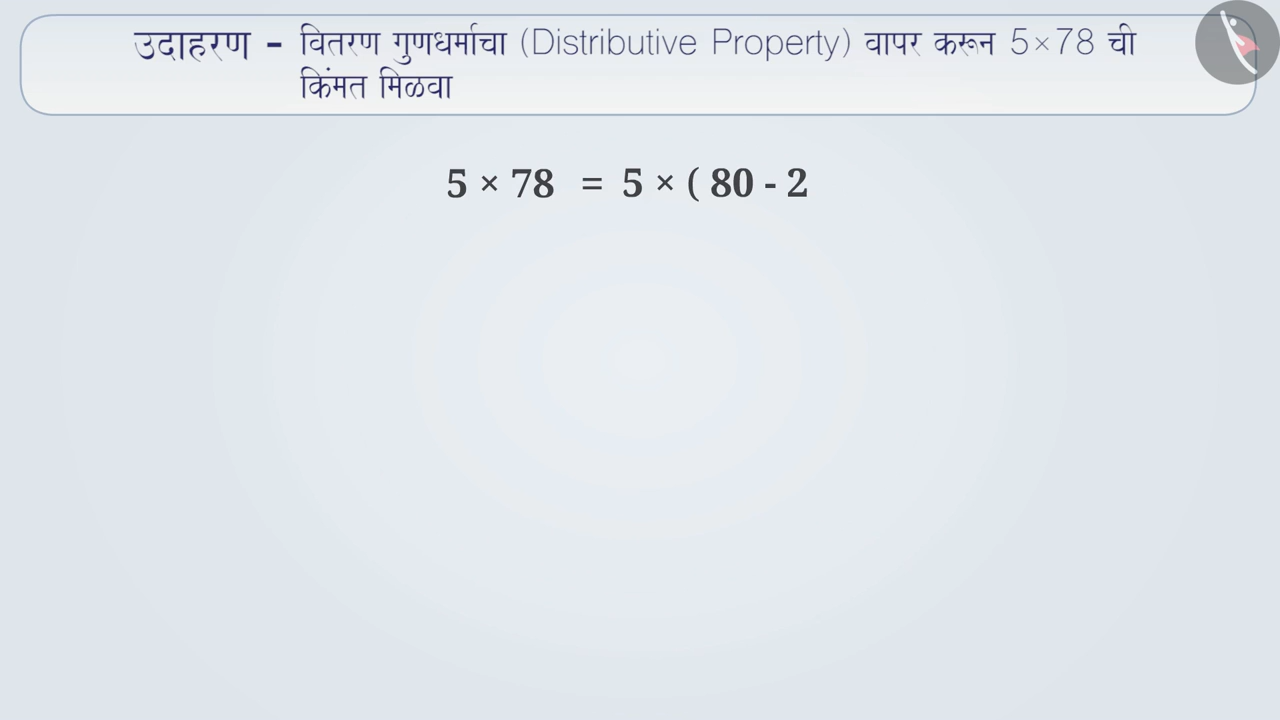 उदाहरण - वितरण गुणधर्माचा (Distributive Property) वापर करून 5×78 ची
किंमत मिळवा
5 × 78 = 5 × ( 80 - 2